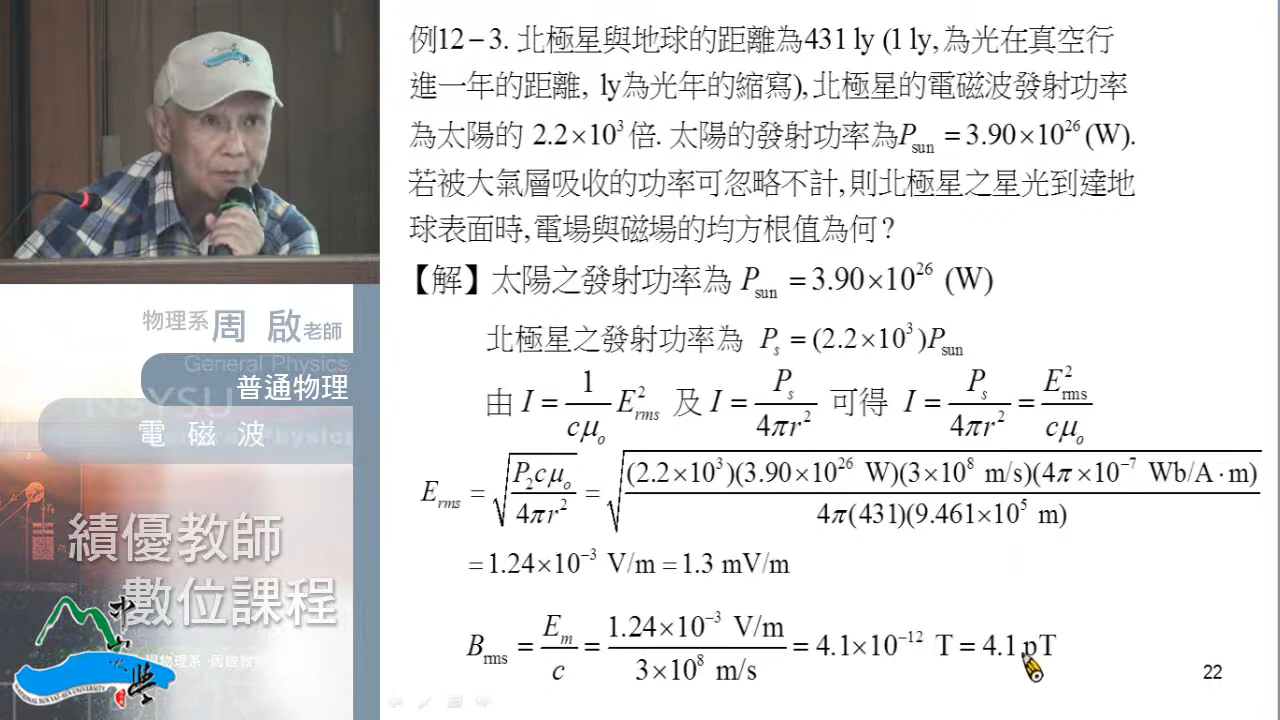 例12－3. 北極星與地球的距離為431 ly (1 ly, 為光在真空行
進一年的距離, ly為光年的縮寫), 北極星的電磁波發射功率
為太陽的 2.2×10³ 倍. 太陽的發射功率為P_sun = 3.90×10²⁶ (W).
若被大氣層吸收的功率可忽略不計, 則北極星之星光到達地
球表面時, 電場與磁場的均方根值為何?
【解】太陽之發射功率為 P_sun = 3.90×10²⁶ (W)
北極星之發射功率為 P_s = (2.2×10³)P_sun
由 I = 1/(cμ_o) E²_rms 及 I = P_s/(4πr²) 可得 I = P_s/(4πr²) = E²_rms/(cμ_o)
E_rms = √(P₂cμ_o/(4πr²)) = √((2.2×10³)(3.90×10²⁶ W)(3×10⁸ m/s)(4π×10⁻⁷ Wb/A·m)/(4π(431)(9.461×10⁵ m)))
= 1.24×10⁻³ V/m = 1.3 mV/m
B_rms = E_m/c = (1.24×10⁻³ V/m)/(3×10⁸ m/s) = 4.1×10⁻¹² T = 4.1 pT
22
物理系 周 啟 老師
General Physics
普通物理
NSYSU
電 磁 波
績優教師
數位課程
中山大學
NATIONAL SUN YAT-SEN UNIVERSITY